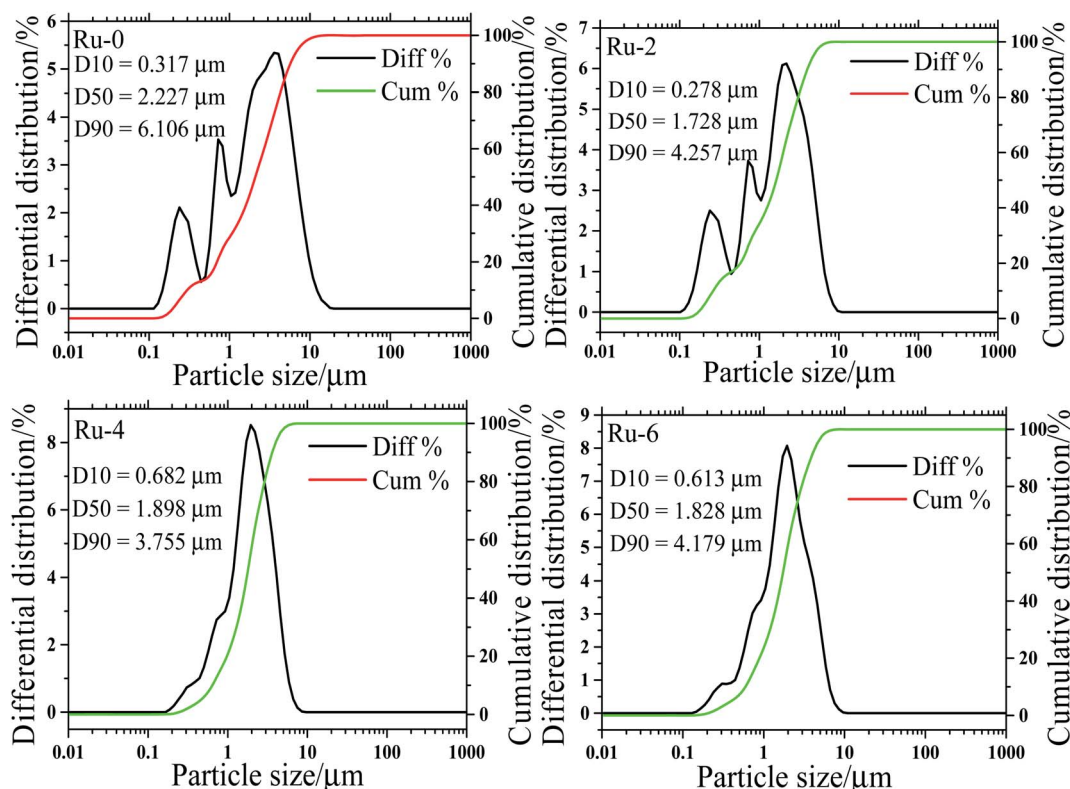 Ru-0
D10 = 0.317 μm
D50 = 2.227 μm
D90 = 6.106 μm
Diff %
Cum %
Differential distribution/%
6
5
4
3
2
1
0
Cumulative distribution/%
100
80
60
40
20
0
0.01 0.1 1 10 100 1000
Particle size/μm
Ru-2
D10 = 0.278 μm
D50 = 1.728 μm
D90 = 4.257 μm
Diff %
Cum %
Differential distribution/%
7
6
5
4
3
2
1
0
Cumulative distribution/%
100
80
60
40
20
0
0.01 0.1 1 10 100 1000
Particle size/μm
Ru-4
D10 = 0.682 μm
D50 = 1.898 μm
D90 = 3.755 μm
Diff %
Cum %
Differential distribution/%
8
6
4
2
0
Cumulative distribution/%
100
80
60
40
20
0
0.01 0.1 1 10 100 1000
Particle size/μm
Ru-6
D10 = 0.613 μm
D50 = 1.828 μm
D90 = 4.179 μm
Diff %
Cum %
Differential distribution/%
9
8
7
6
5
4
3
2
1
0
Cumulative distribution/%
100
80
60
40
20
0
0.01 0.1 1 10 100 1000
Particle size/μm